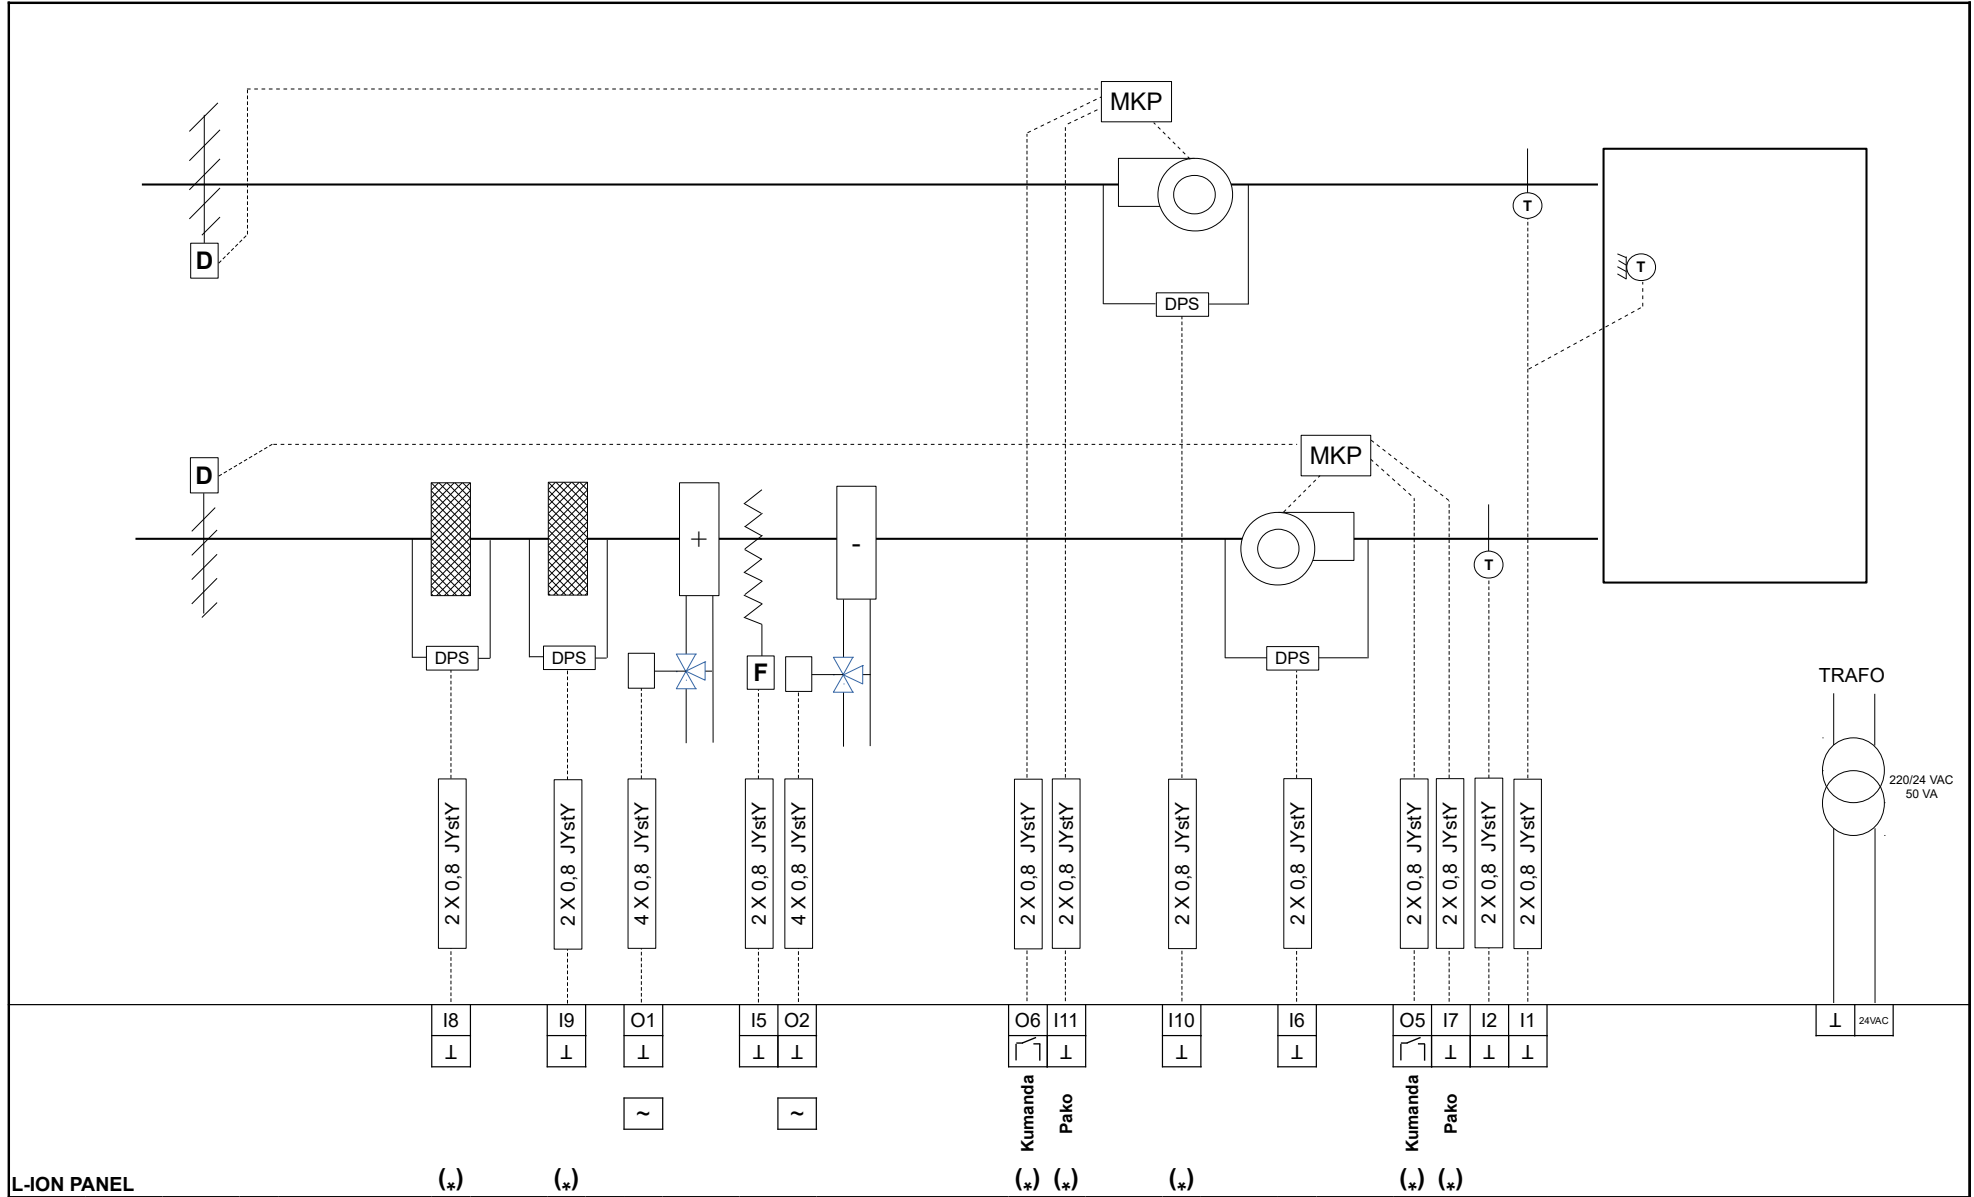 MKP
T
D
T
DPS
MKP
D
+
-
T
DPS
DPS
F
DPS
TRAFO
220/24 VAC
50 VA
2 X 0,8 JYstY
2 X 0,8 JYstY
4 X 0,8 JYstY
2 X 0,8 JYstY
4 X 0,8 JYstY
2 X 0,8 JYstY
2 X 0,8 JYstY
2 X 0,8 JYstY
2 X 0,8 JYstY
2 X 0,8 JYstY
2 X 0,8 JYstY
2 X 0,8 JYstY
2 X 0,8 JYstY
I8 I9 O1 I5 O2 O6 I11 I10 I6 O5 I7 I2 I1 ⊥ 24VAC
⊥ ⊥ ⊥ ⊥ ⊥ ⊥ ⊥ ⊥ ⊥ ⊥ ⊥
~ ~
Kumanda
Pako
Kumanda
Pako
(*) (*) (*) (*) (*) (*) (*)
L-ION PANEL